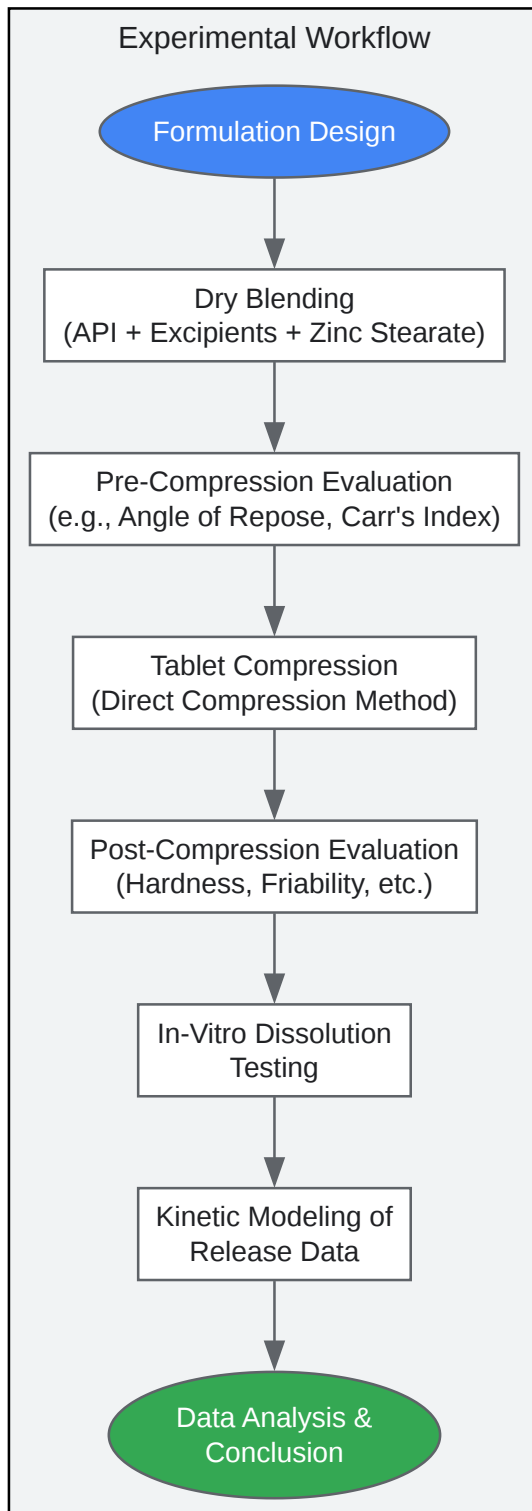 Experimental Workflow
Formulation Design
Dry Blending
(API + Excipients + Zinc Stearate)
Pre-Compression Evaluation
(e.g., Angle of Repose, Carr's Index)
Tablet Compression
(Direct Compression Method)
Post-Compression Evaluation
(Hardness, Friability, etc.)
In-Vitro Dissolution
Testing
Kinetic Modeling of
Release Data
Data Analysis &
Conclusion